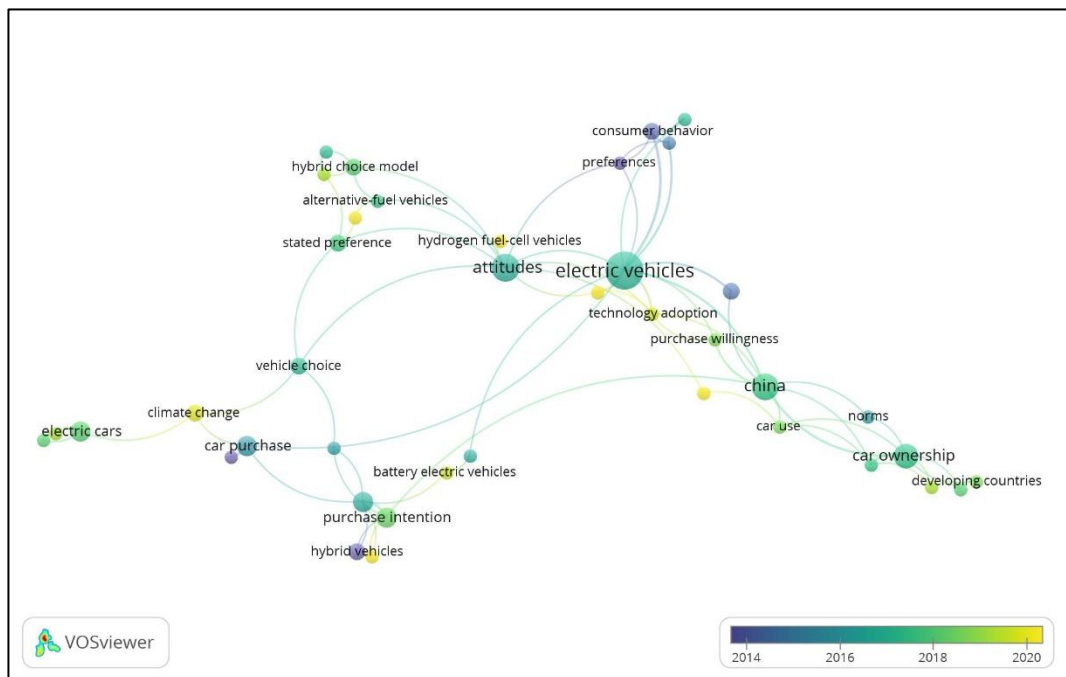 consumer behavior
preferences
hybrid choice model
alternative-fuel vehicles
stated preference
hydrogen fuel-cell vehicles
attitudes
electric vehicles
technology adoption
purchase willingness
vehicle choice
china
climate change
norms
car use
electric cars
car purchase
car ownership
battery electric vehicles
developing countries
purchase intention
hybrid vehicles
VOSviewer
2014 2016 2018 2020